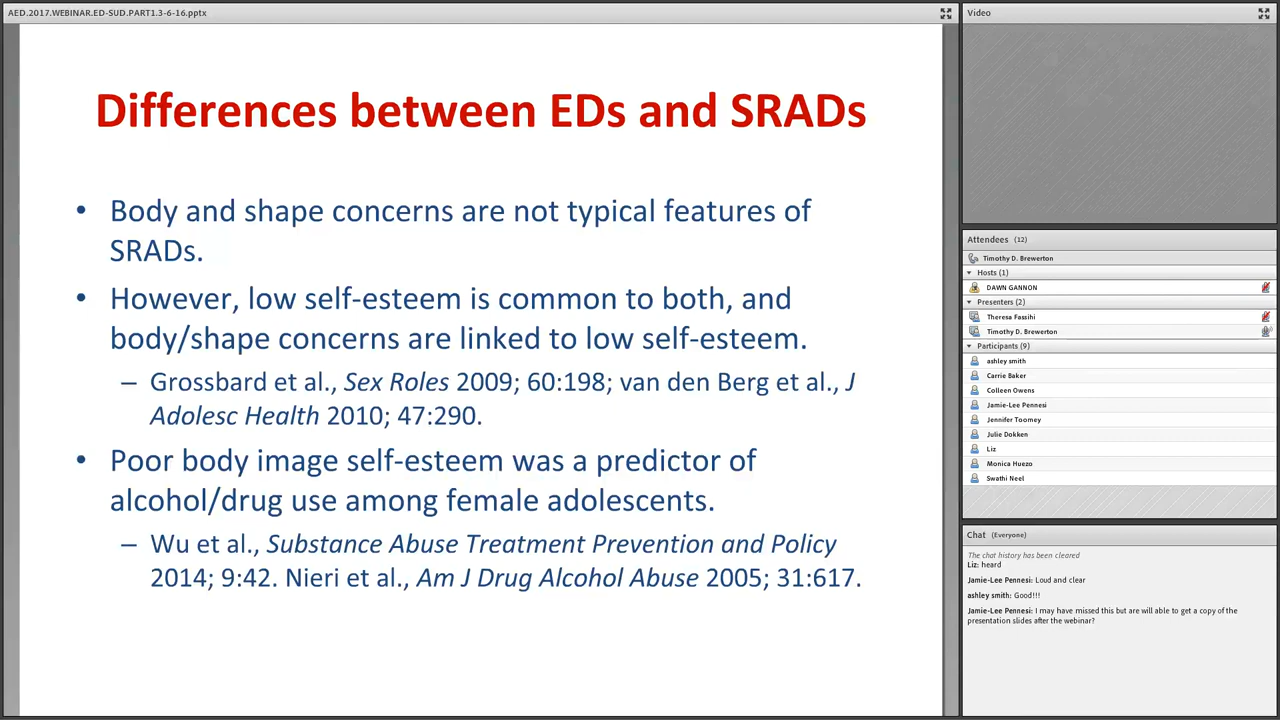 AED.2017.WEBINAR.ED-SUD.PART1.3-6-16.pptx
Differences between EDs and SRADs
• Body and shape concerns are not typical features of
SRADs.
• However, low self-esteem is common to both, and
body/shape concerns are linked to low self-esteem.
– Grossbard et al., Sex Roles 2009; 60:198; van den Berg et al., J
Adolesc Health 2010; 47:290.
• Poor body image self-esteem was a predictor of
alcohol/drug use among female adolescents.
– Wu et al., Substance Abuse Treatment Prevention and Policy
2014; 9:42. Nieri et al., Am J Drug Alcohol Abuse 2005; 31:617.
Video
Attendees (12)
Timothy D. Brewerton
Hosts (1)
DAWN GANNON
Presenters (2)
Theresa Fassihi
Timothy D. Brewerton
Participants (9)
ashley smith
Carrie Baker
Colleen Owens
Jamie-Lee Pennesi
Jennifer Toomey
Julie Dokken
Liz
Monica Huezo
Swathi Neel
Chat (Everyone)
The chat history has been cleared
Liz: heard
Jamie-Lee Pennesi: Loud and clear
ashley smith: Good!!!
Jamie-Lee Pennesi: I may have missed this but are will able to get a copy of the
presentation slides after the webinar?